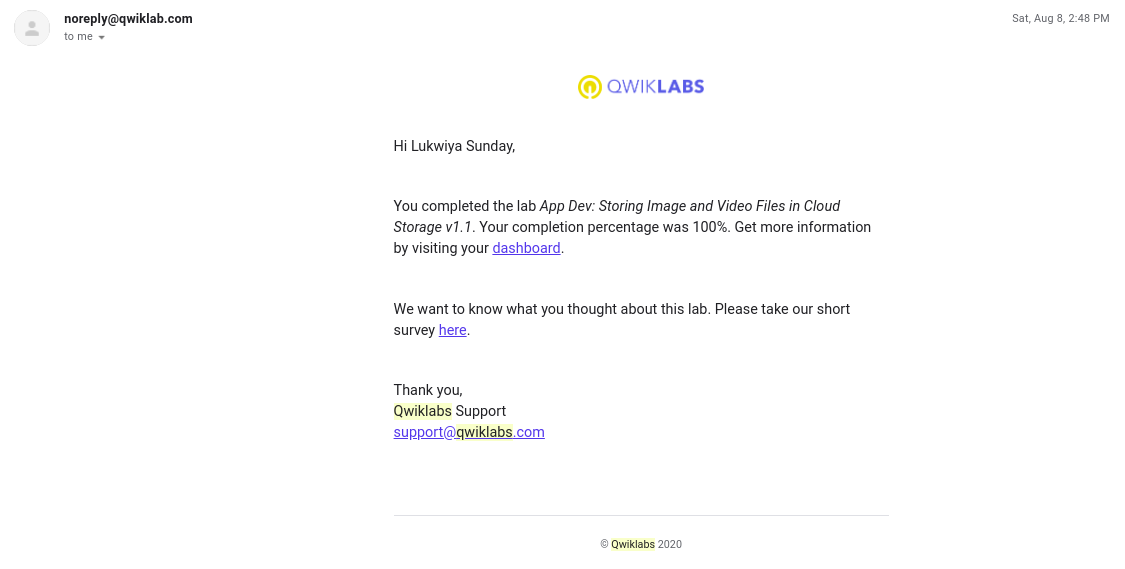 noreply@qwiklab.com
Sat, Aug 8, 2:48 PM
to me
QWIKLABS
Hi Lukwiya Sunday,
You completed the lab App Dev: Storing Image and Video Files in Cloud
Storage v1.1. Your completion percentage was 100%. Get more information
by visiting your dashboard.
We want to know what you thought about this lab. Please take our short
survey here.
Thank you,
Qwiklabs Support
support@qwiklabs.com
© Qwiklabs 2020